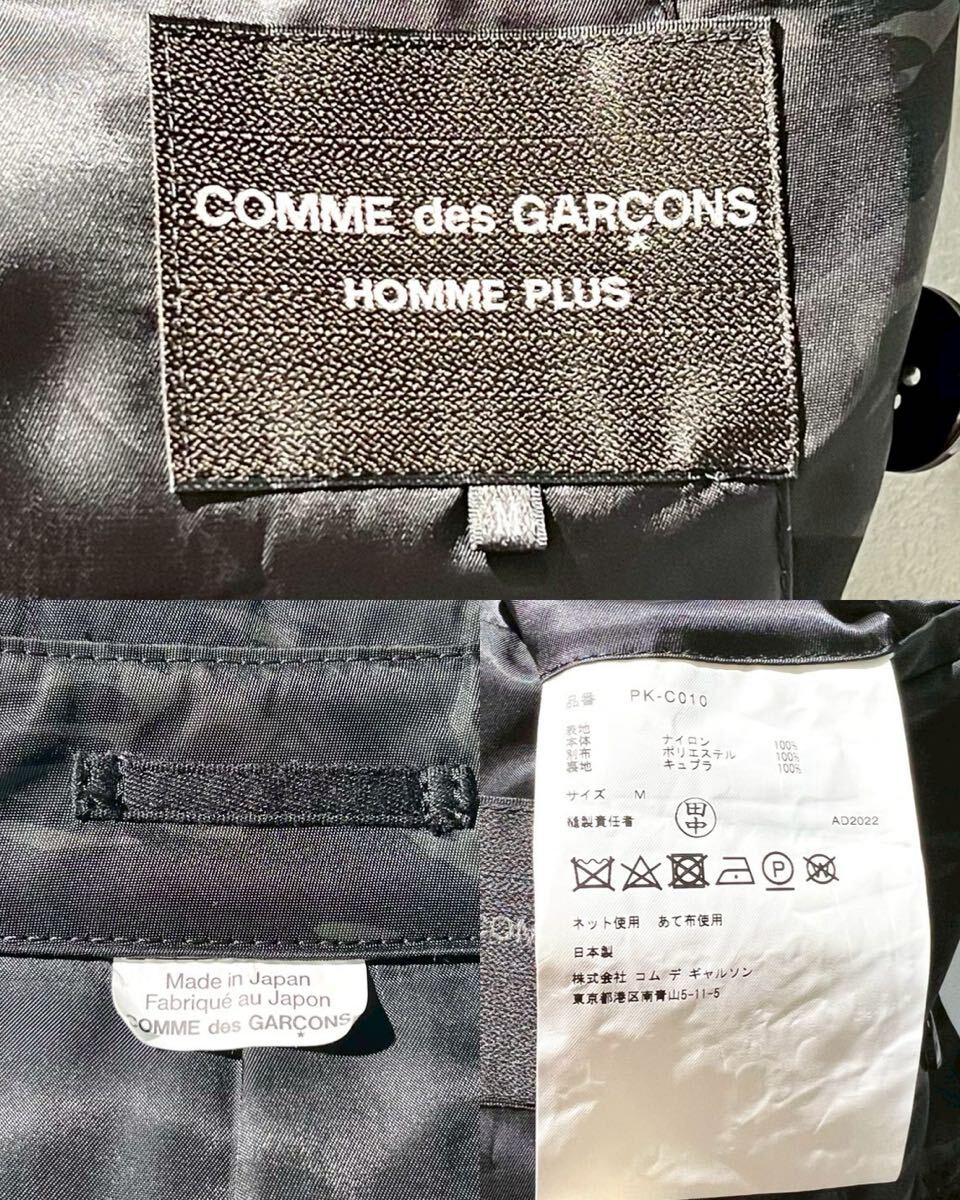 COMME des GARÇONS
HOMME PLUS
M
Made in Japan
Fabriqué au Japon
COMME des GARÇONS
品番 PK-C010
表地
本体 ナイロン 100%
別布 ポリエステル 100%
裏地 キュプラ 100%
サイズ M
縫製責任者 田中 AD2022
P
W
ネット使用 あて布使用
日本製
株式会社 コム デ ギャルソン
東京都港区南青山5-11-5